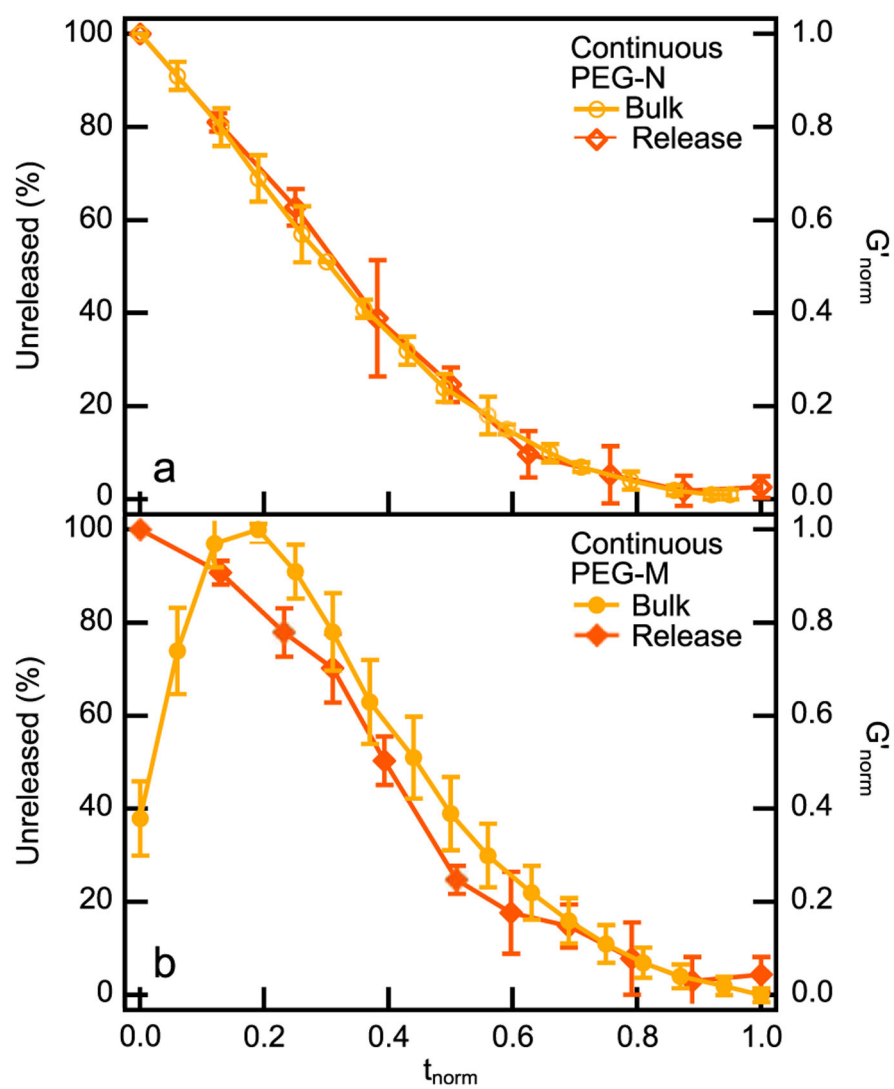 100
80
60
40
20
0
Unreleased (%)
Continuous
PEG-N
Bulk
Release
1.0
0.8
0.6
0.4
0.2
0.0
G'norm
a
100
80
60
40
20
0
Unreleased (%)
Continuous
PEG-M
Bulk
Release
1.0
0.8
0.6
0.4
0.2
0.0
G'norm
b
0.0 0.2 0.4 0.6 0.8 1.0
tnorm